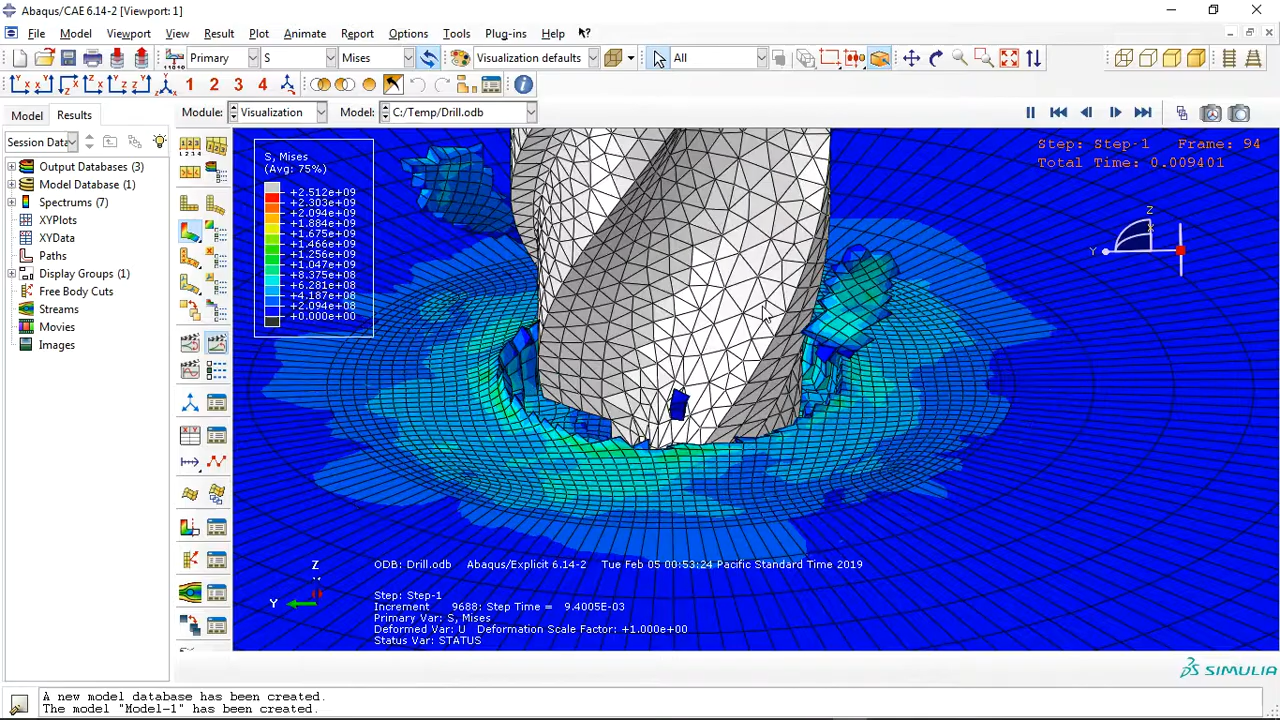 Abaqus/CAE 6.14-2 [Viewport: 1]
File Model Viewport View Result Plot Animate Report Options Tools Plug-ins Help
Primary S Mises Visualization defaults All
1 2 3 4
Model Results Module: Visualization Model: C:/Temp/Drill.odb
Session Data
Output Databases (3)
Model Database (1)
Spectrums (7)
XYPlots
XYData
Paths
Display Groups (1)
Free Body Cuts
Streams
Movies
Images
S, Mises
(Avg: 75%)
+2.512e+09
+2.303e+09
+2.094e+09
+1.884e+09
+1.675e+09
+1.466e+09
+1.256e+09
+1.047e+09
+8.375e+08
+6.281e+08
+4.187e+08
+2.094e+08
+0.000e+00
Step: Step-1 Frame: 94
Total Time: 0.009401
Z
Y
Z
Y
ODB: Drill.odb Abaqus/Explicit 6.14-2 Tue Feb 05 00:53:24 Pacific Standard Time 2019
Step: Step-1
Increment 9688: Step Time = 9.4005E-03
Primary Var: S, Mises
Deformed Var: U Deformation Scale Factor: +1.000e+00
Status Var: STATUS
SIMULIA
A new model database has been created.
The model "Model-1" has been created.